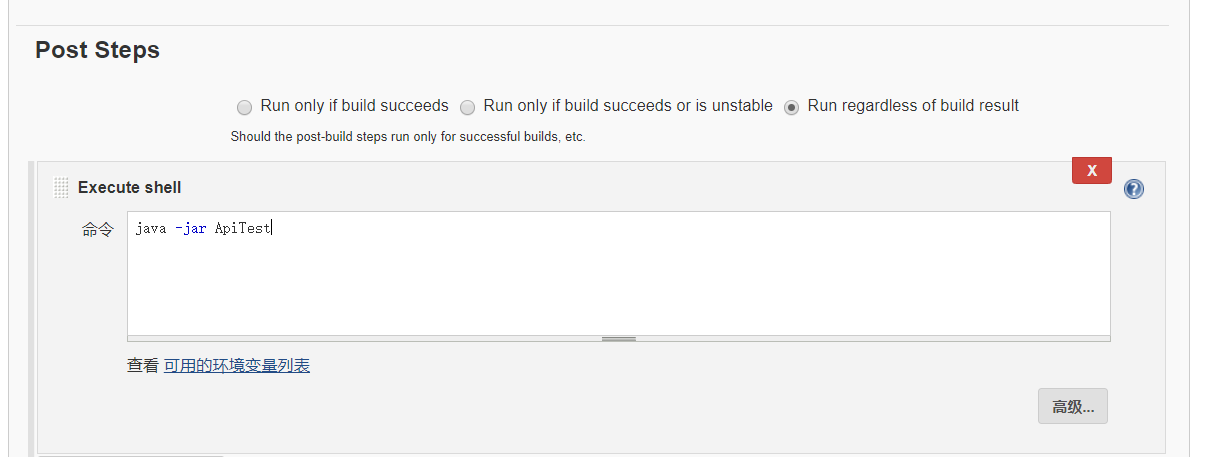 Post Steps
Run only if build succeeds Run only if build succeeds or is unstable Run regardless of build result
Should the post-build steps run only for successful builds, etc.
X
Execute shell
?
命令 java -jar ApiTest
查看 可用的环境变量列表
高级...